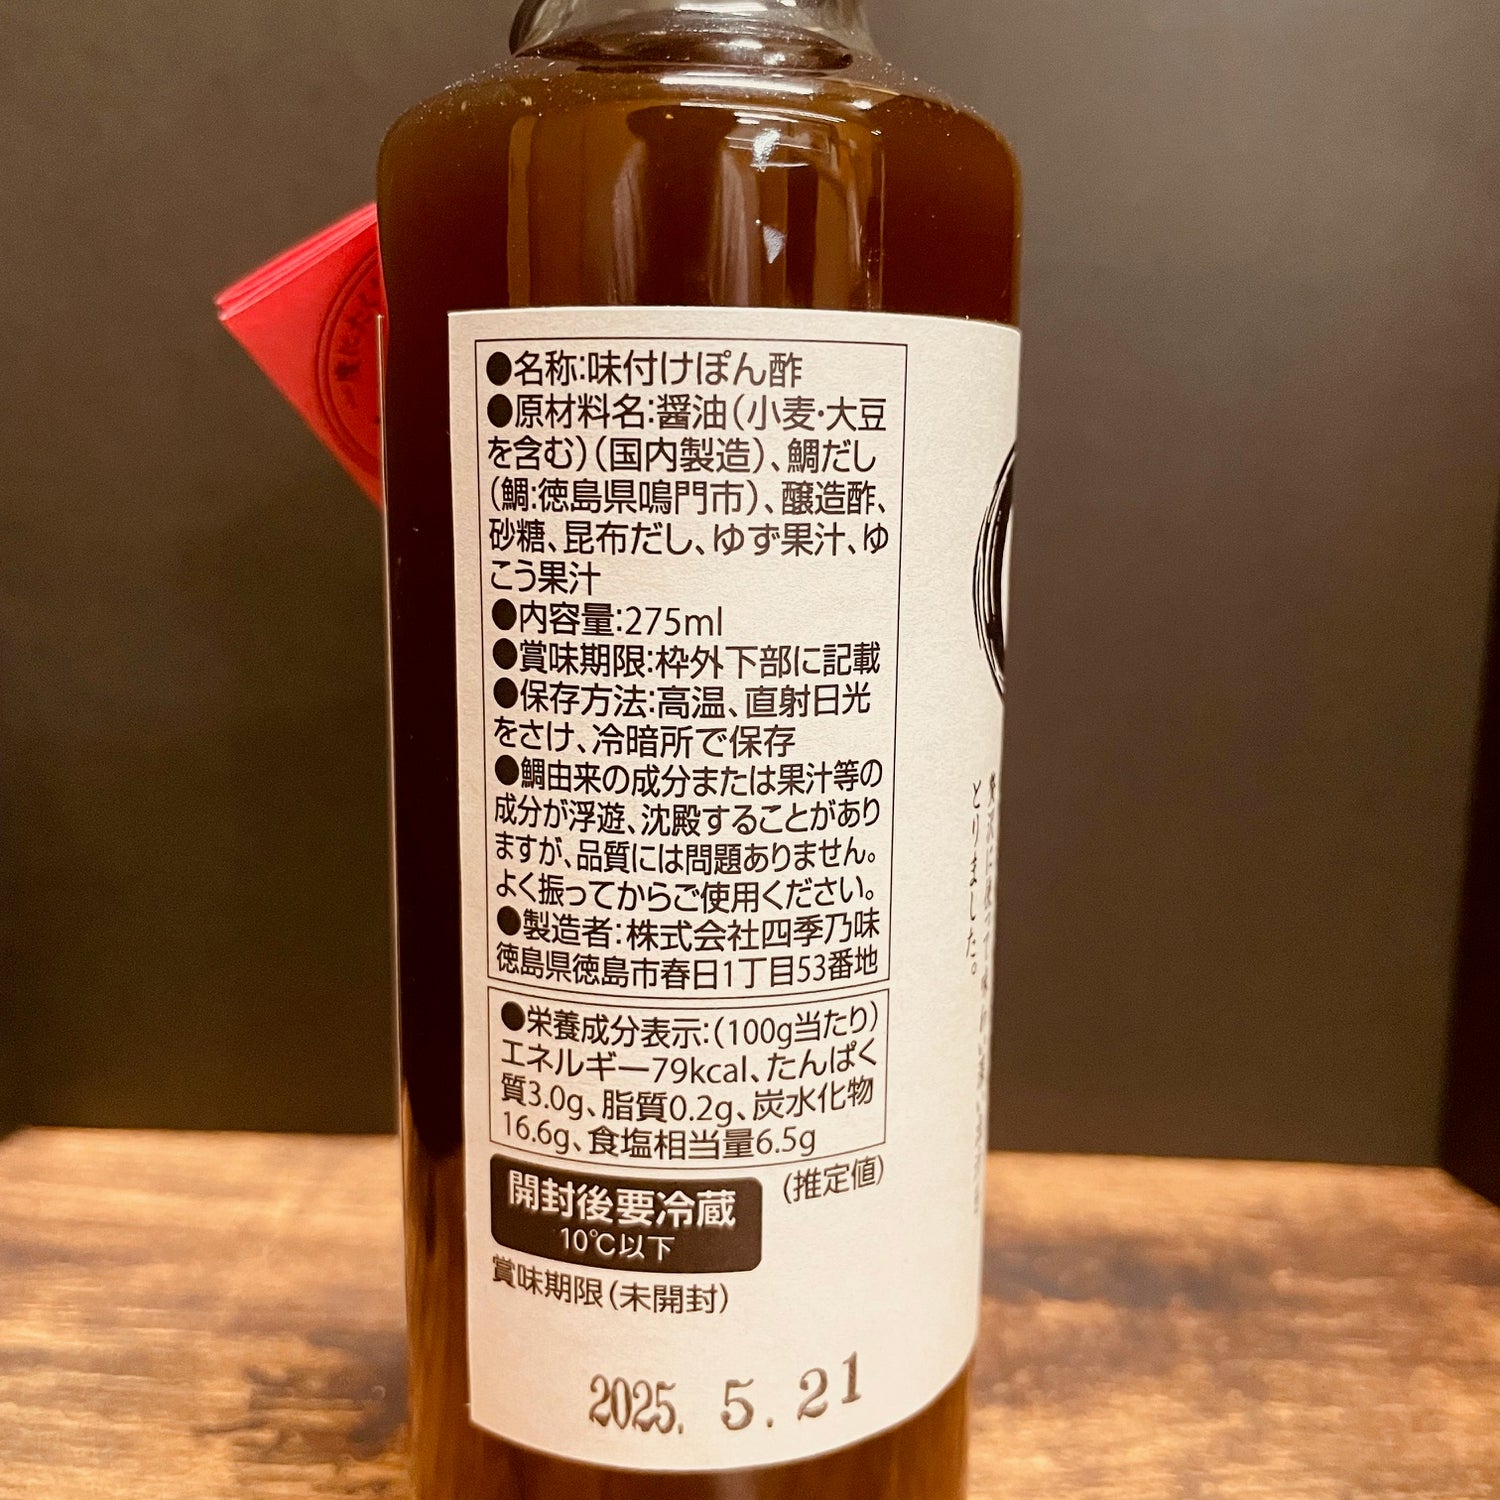 ●名称:味付けぽん酢
●原材料名:醤油(小麦・大豆
を含む)(国内製造)、鯛だし
(鯛:徳島県鳴門市)、醸造酢、
砂糖、昆布だし、ゆず果汁、ゆ
こう果汁
●内容量:275ml
●賞味期限:枠外下部に記載
●保存方法:高温、直射日光
をさけ、冷暗所で保存
●鯛由来の成分または果汁等の
成分が浮遊、沈殿することがあり
ますが、品質には問題ありません。
よく振ってからご使用ください。
●製造者:株式会社四季乃味
徳島県徳島市春日1丁目53番地
●栄養成分表示:(100g当たり)
エネルギー79kcal、たんぱく
質3.0g、脂質0.2g、炭水化物
16.6g、食塩相当量6.5g
(推定値)
開封後要冷蔵
10℃以下
賞味期限(未開封)
2025. 5. 21
とりました。